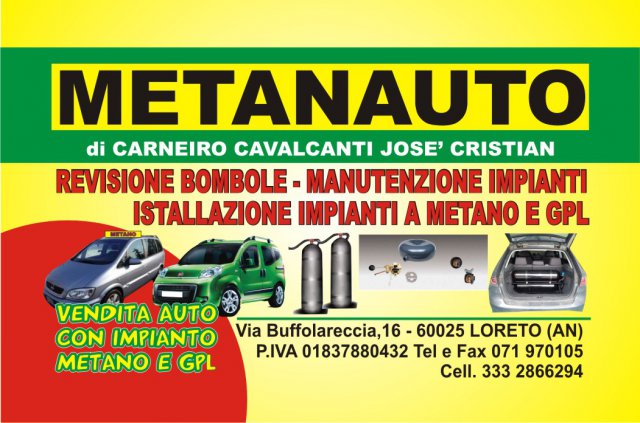 METANAUTO
di CARNEIRO CAVALCANTI JOSE' CRISTIAN
REVISIONE BOMBOLE - MANUTENZIONE IMPIANTI
ISTALLAZIONE IMPIANTI A METANO E GPL
METANO
VENDITA AUTO
CON IMPIANTO
METANO E GPL
Via Buffolareccia,16 - 60025 LORETO (AN)
P.IVA 01837880432 Tel e Fax 071 970105
Cell. 333 2866294